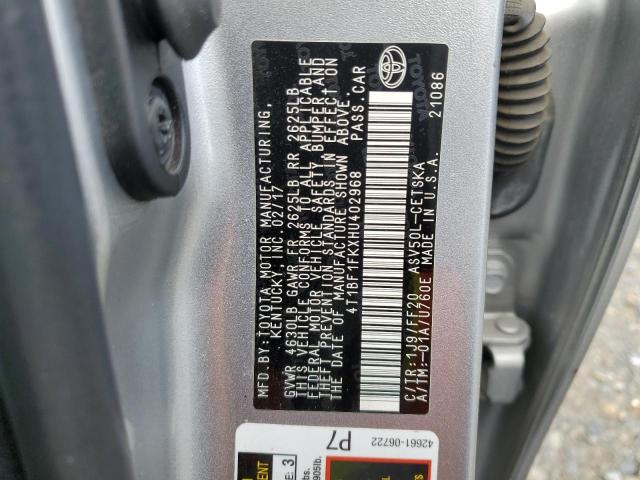 MFD.BY:TOYOTA MOTOR MANUFACTURING,
KENTUCKY,INC. 02/17
GVWR 4630LB GAWR FR 2625LB RR 2625LB
THIS VEHICLE CONFORMS TO ALL APPLICABLE
FEDERAL MOTOR VEHICLE SAFETY BUMPER,AND
THEFT PREVENTION STANDARDS IN EFFECT ON
THE DATE OF MANUFACTURE SHOWN ABOVE.
4T1BF1FKXHU402968 PASS.CAR
TOYOTA
C/TR:1J9/FF20 ASV50L-CETSKA
A/TM:-01A/U760E MADE IN U.S.A. 21086
P7
42661-06722
E: 3
905lb.